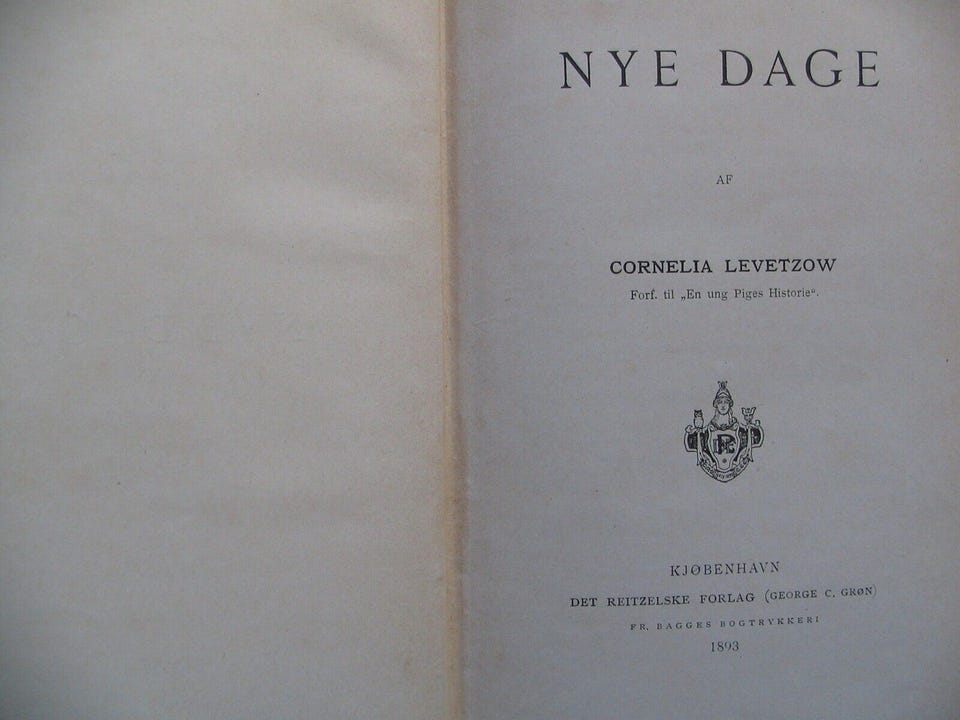 NYE DAGE
AF
CORNELIA LEVETZOW
Forf. til „En ung Piges Historie“.
KJØBENHAVN
DET REITZELSKE FORLAG (GEORGE C. GRØN)
FR. BAGGES BOGTRYKKERI
1893